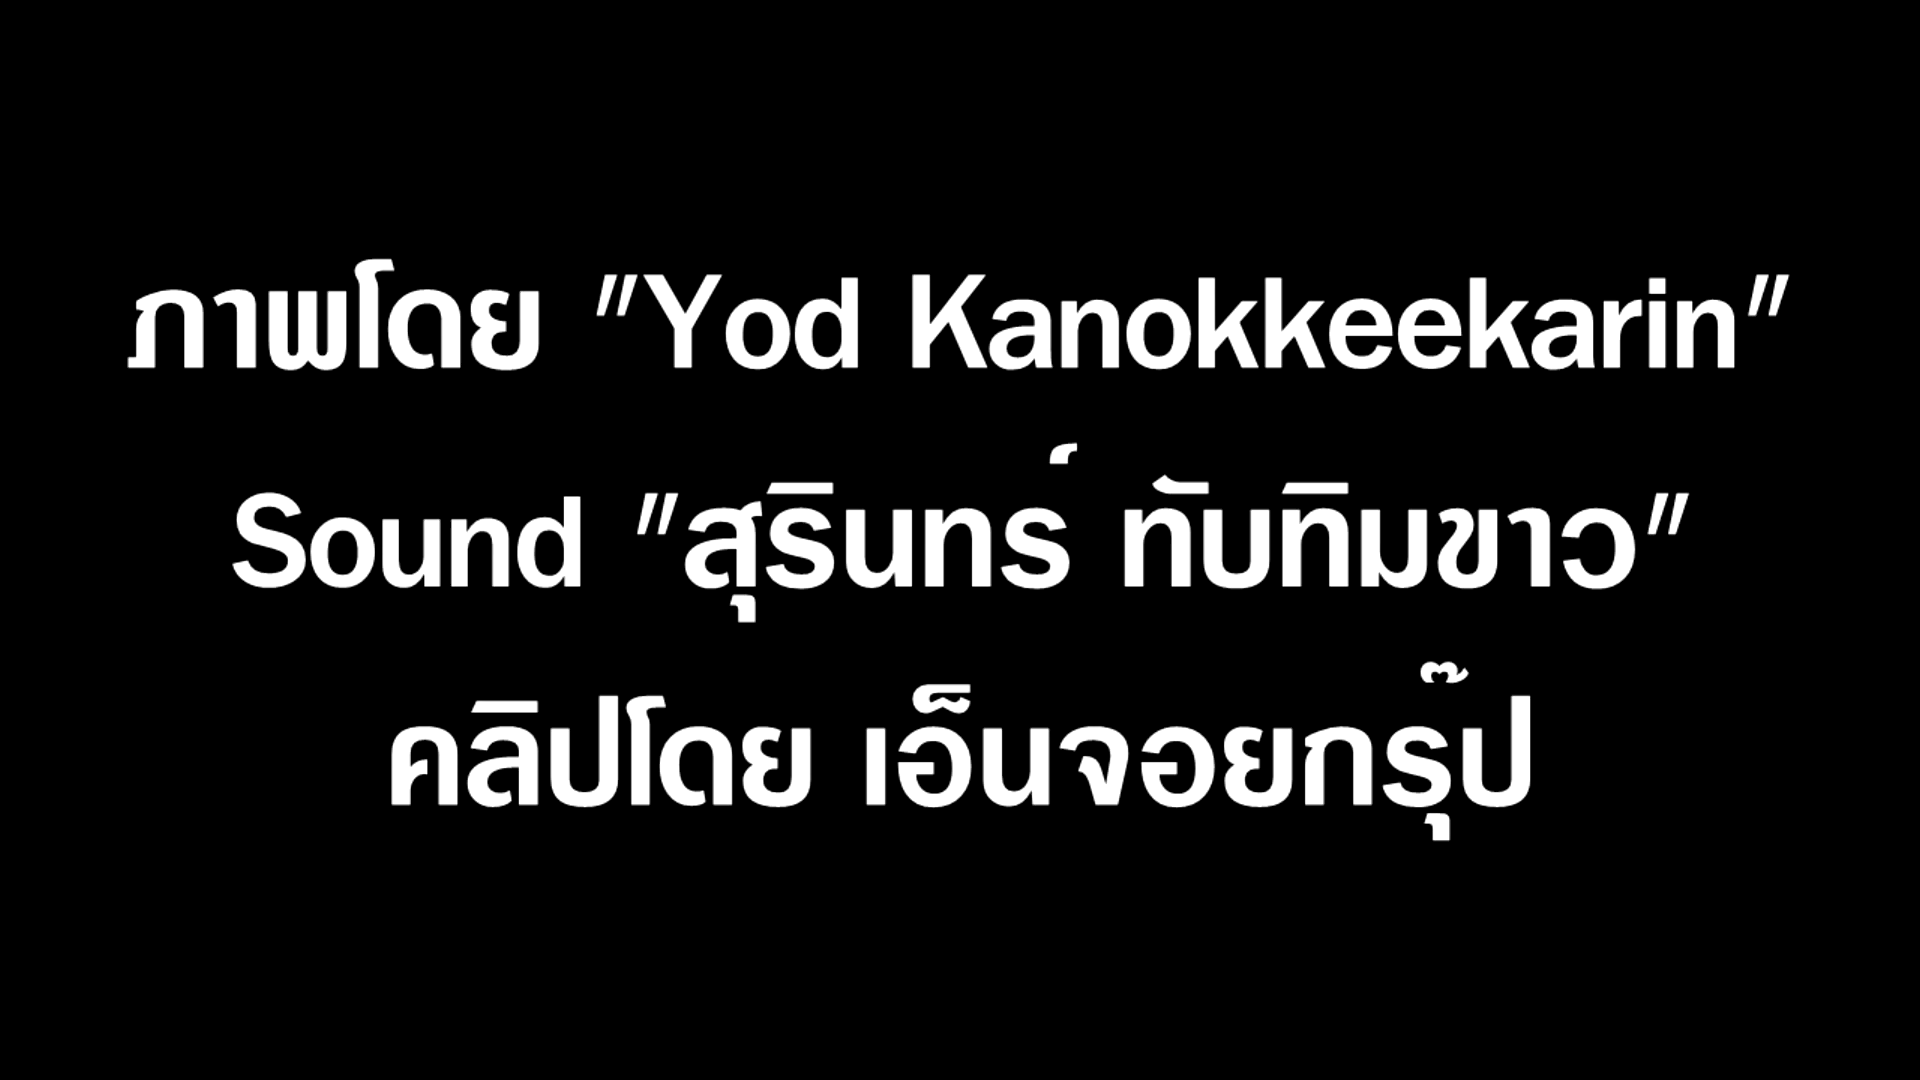 ภาพโดย "Yod Kanokkeekarin"
Sound "สุรินทร์ ทับทิมขาว"
คลิปโดย เอ็นจอยกรุ๊ป